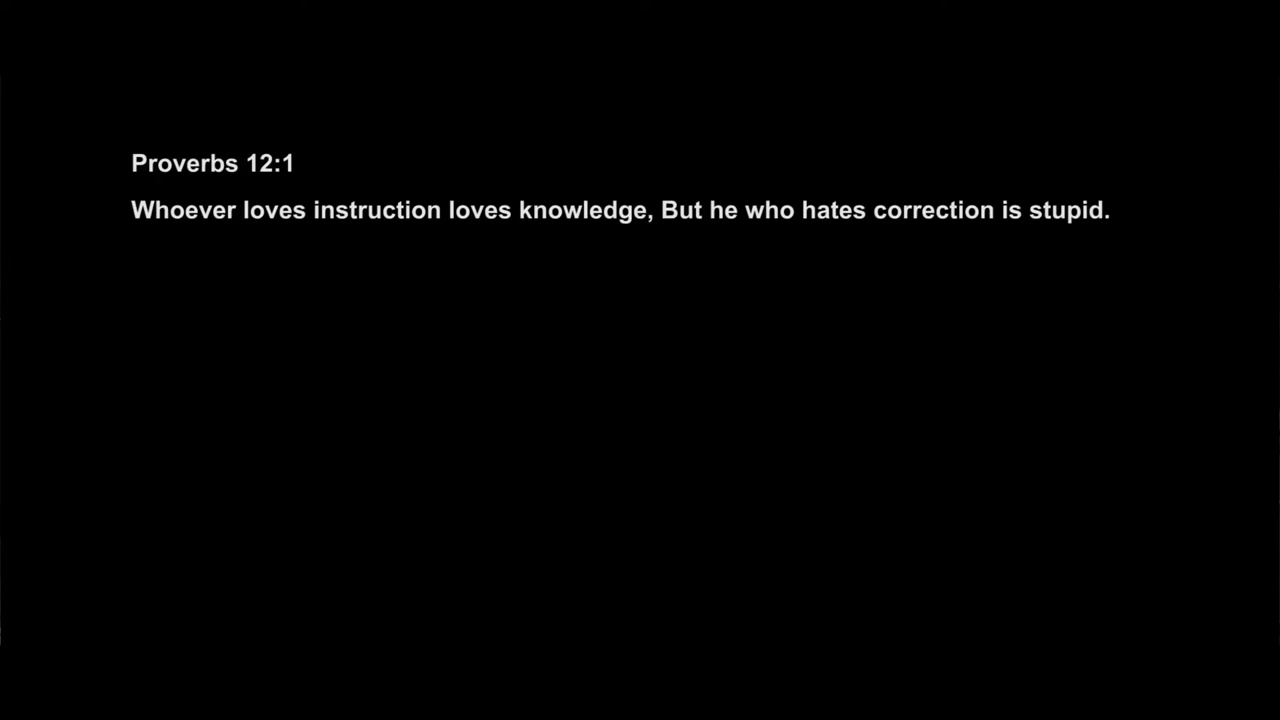 Proverbs 12:1
Whoever loves instruction loves knowledge, But he who hates correction is stupid.